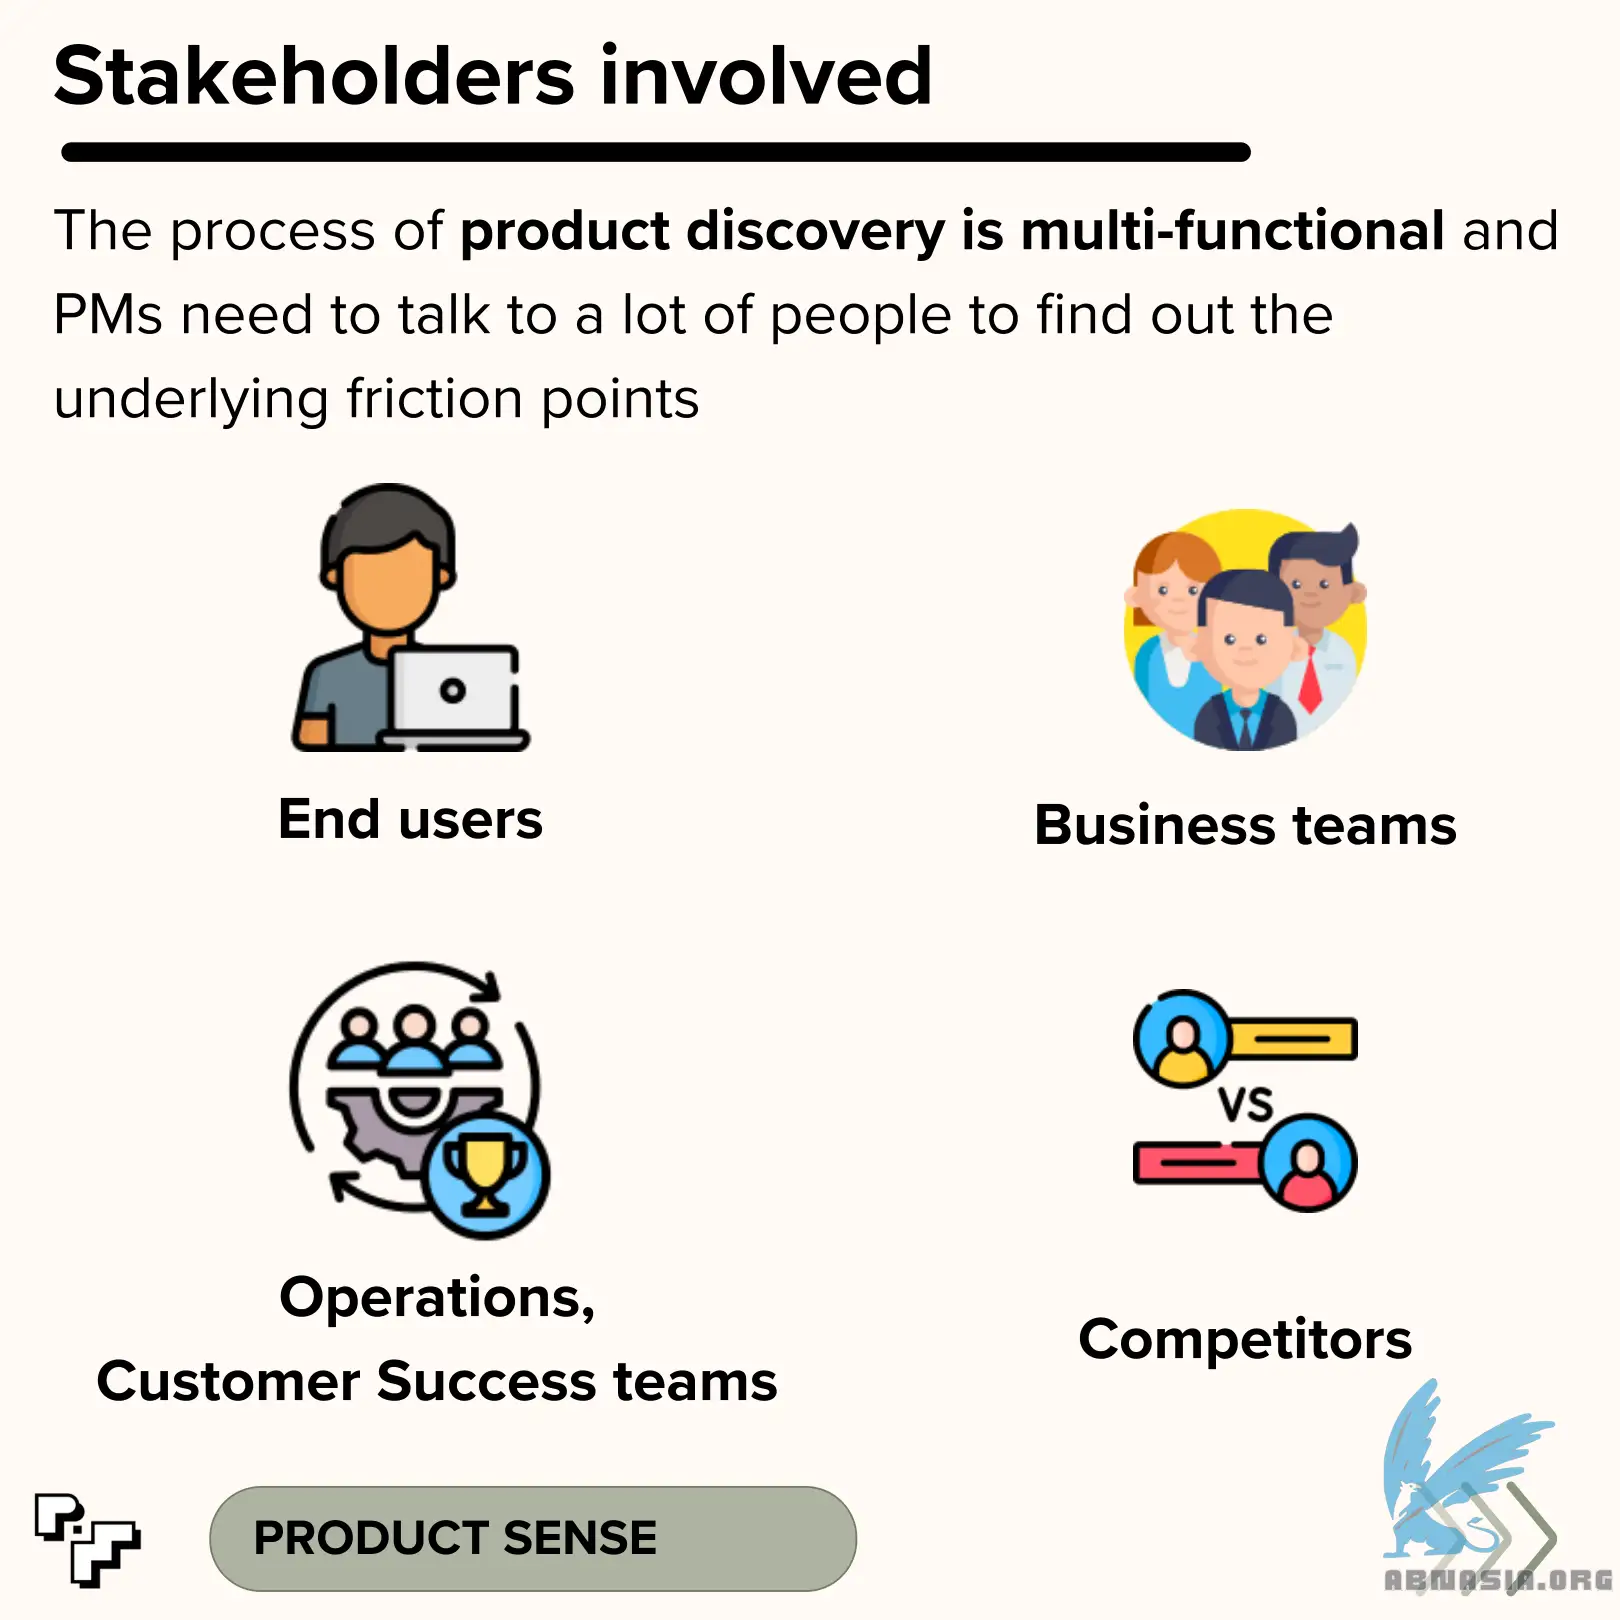 Stakeholders involved
The process of product discovery is multi-functional and
PMs need to talk to a lot of people to find out the
underlying friction points
End users
Business teams
VS
Operations,
Customer Success teams
Competitors
PRODUCT SENSE
ABNASIA.ORG